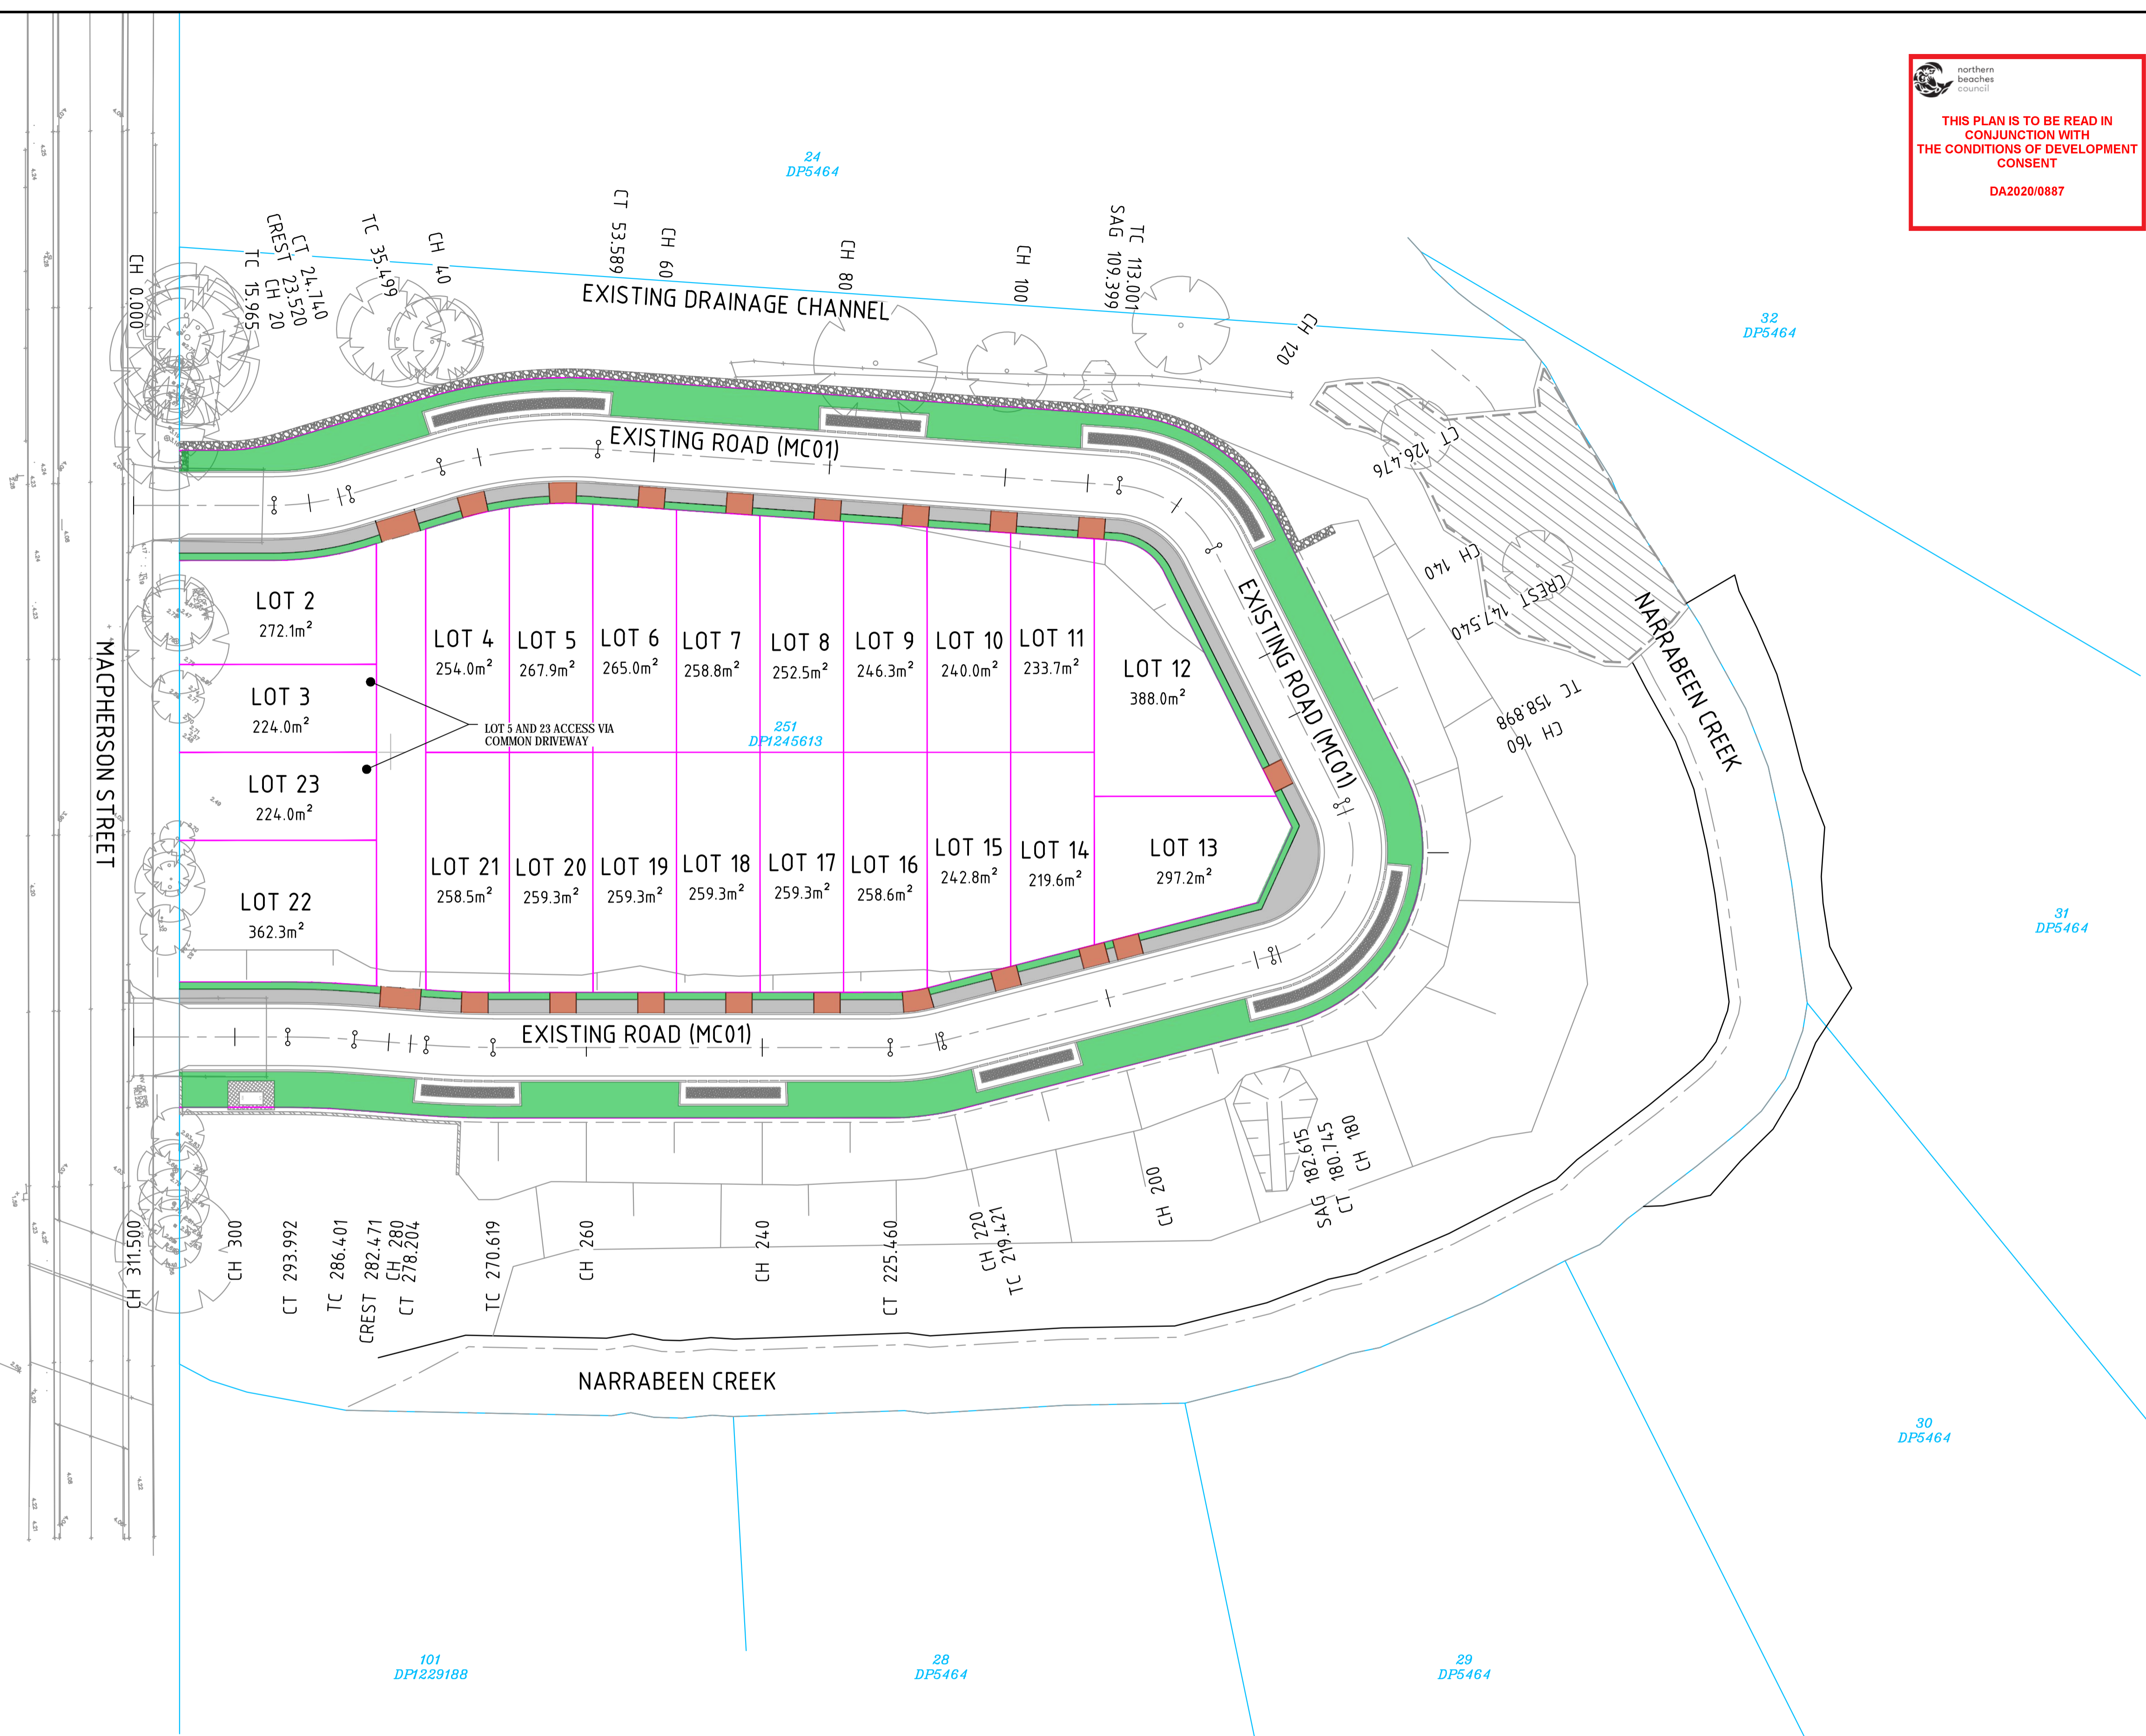 northern
beaches
council
THIS PLAN IS TO BE READ IN
CONJUNCTION WITH
THE CONDITIONS OF DEVELOPMENT
CONSENT
DA2020/0887
24
DP5464
32
DP5464
CH 0.000
TC 15.965
CH 20
CREST 23.520
CT 24.740
TC 35.499
CH 40
CT 53.589
CH 60
CH 80
CH 100
SAG 109.399
TC 113.001
CH 120
EXISTING DRAINAGE CHANNEL
EXISTING ROAD (MC01)
CT 126.476
CH 140
CREST 147.540
TC 158.898
CH 160
NARRABEEN CREEK
EXISTING ROAD (MC01)
MACPHERSON STREET
LOT 2
272.1m²
LOT 3
224.0m²
LOT 23
224.0m²
LOT 22
362.3m²
LOT 4
254.0m²
LOT 5
267.9m²
LOT 6
265.0m²
LOT 7
258.8m²
LOT 8
252.5m²
LOT 9
246.3m²
LOT 10
240.0m²
LOT 11
233.7m²
LOT 12
388.0m²
LOT 5 AND 23 ACCESS VIA
COMMON DRIVEWAY
251
DP1245613
LOT 21
258.5m²
LOT 20
259.3m²
LOT 19
259.3m²
LOT 18
259.3m²
LOT 17
259.3m²
LOT 16
258.6m²
LOT 15
242.8m²
LOT 14
219.6m²
LOT 13
297.2m²
31
DP5464
EXISTING ROAD (MC01)
CH 311.500
CH 300
CT 293.992
TC 286.401
CREST 282.471
CH 280
CT 278.204
TC 270.619
CH 260
CH 240
CT 225.460
CH 220
TC 219.421
CH 200
SAG 182.615
CT 180.745
CH 180
NARRABEEN CREEK
30
DP5464
101
DP1229188
28
DP5464
29
DP5464